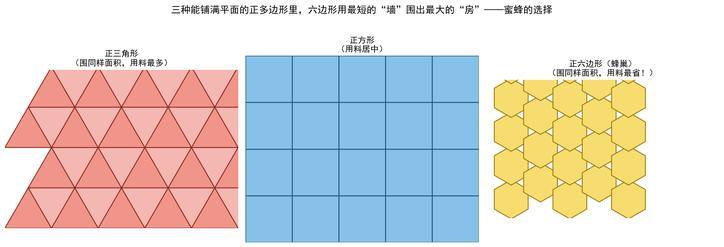 三种能铺满平面的正多边形里，六边形用最短的“墙”围出最大的“房”——蜜蜂的选择
正三角形
（围同样面积，用料最多）
正方形
（用料居中）
正六边形（蜂巢）
（围同样面积，用料最省！）